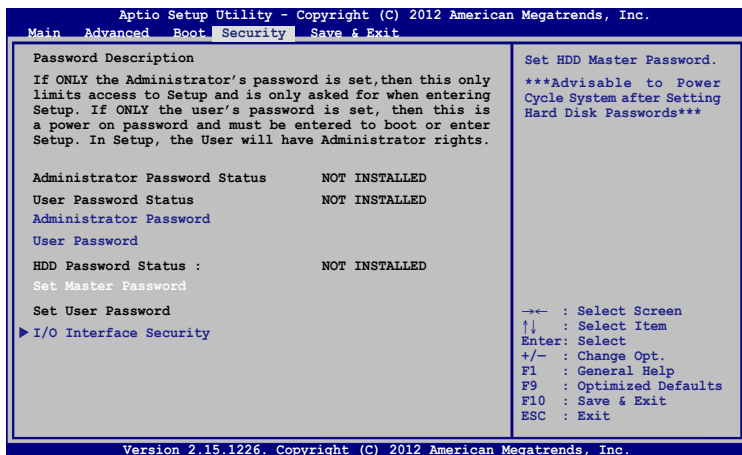 Aptio Setup Utility - Copyright (C) 2012 American Megatrends, Inc.
Main Advanced Boot Security Save & Exit
Password Description
If ONLY the Administrator's password is set,then this only
limits access to Setup and is only asked for when entering
Setup. If ONLY the user's password is set, then this is
a power on password and must be entered to boot or enter
Setup. In Setup, the User will have Administrator rights.
Administrator Password Status NOT INSTALLED
User Password Status NOT INSTALLED
Administrator Password
User Password
HDD Password Status : NOT INSTALLED
Set Master Password
Set User Password
▶ I/O Interface Security
Set HDD Master Password.
***Advisable to Power
Cycle System after Setting
Hard Disk Passwords***
→← : Select Screen
↑↓ : Select Item
Enter: Select
+/— : Change Opt.
F1 : General Help
F9 : Optimized Defaults
F10 : Save & Exit
ESC : Exit
Version 2.15.1226. Copyright (C) 2012 American Megatrends, Inc.